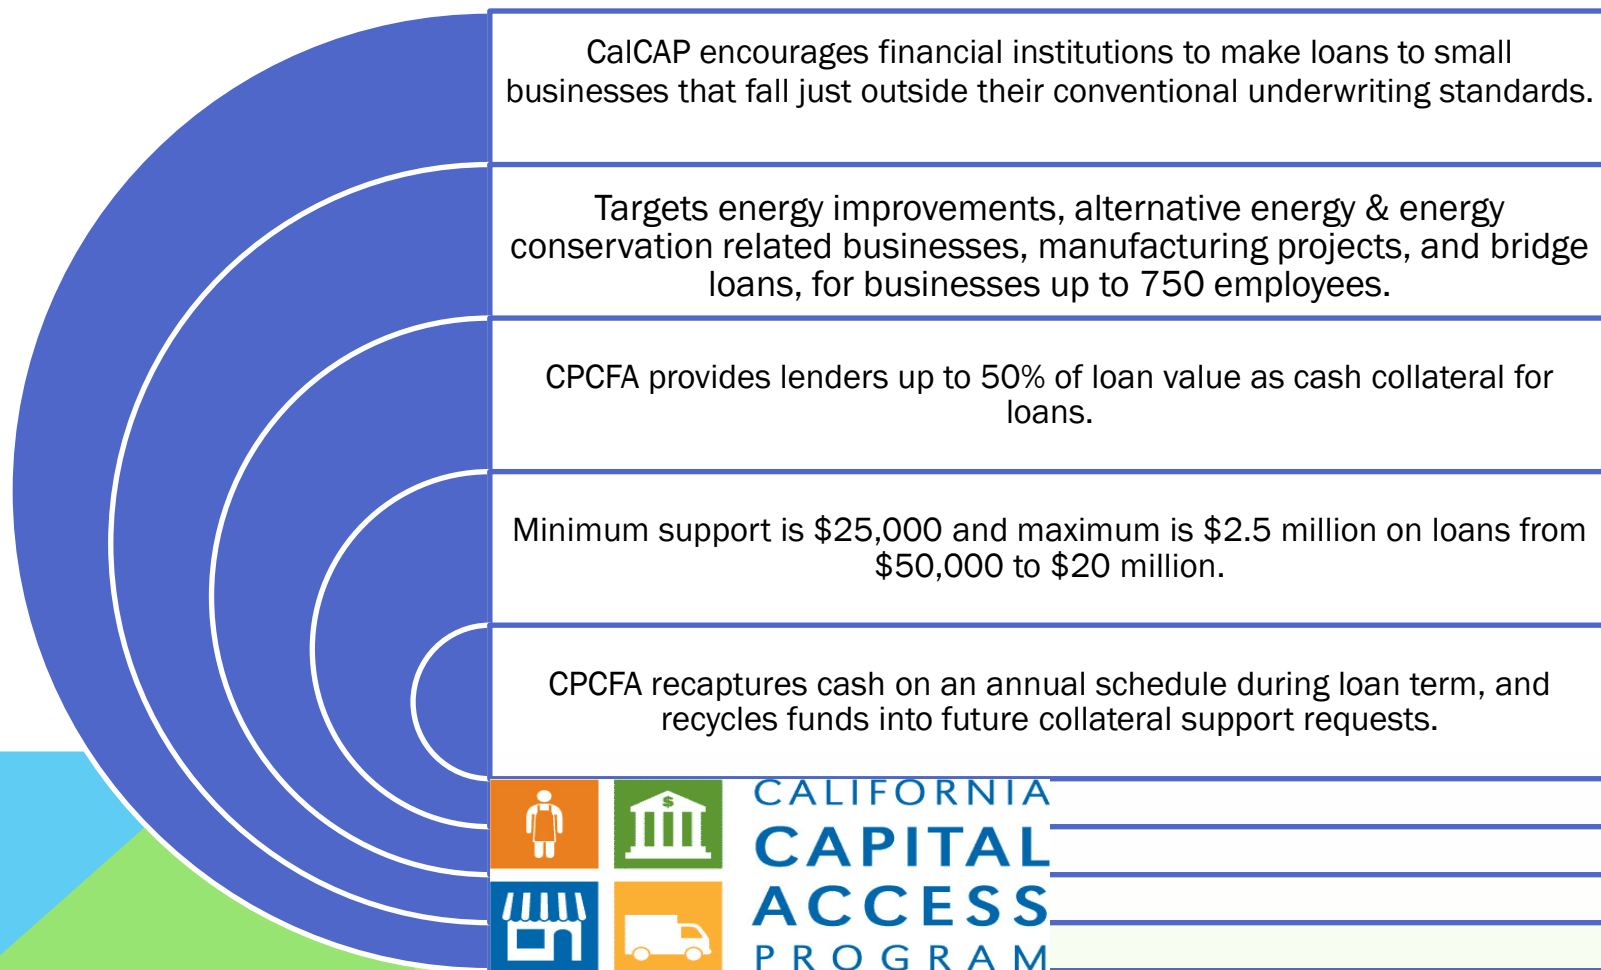 CalCAP encourages financial institutions to make loans to small
businesses that fall just outside their conventional underwriting standards.
Targets energy improvements, alternative energy & energy
conservation related businesses, manufacturing projects, and bridge
loans, for businesses up to 750 employees.
CPCFA provides lenders up to 50% of loan value as cash collateral for
loans.
Minimum support is $25,000 and maximum is $2.5 million on loans from
$50,000 to $20 million.
CPCFA recaptures cash on an annual schedule during loan term, and
recycles funds into future collateral support requests.
$
CALIFORNIA
CAPITAL
ACCESS
PROGRAM